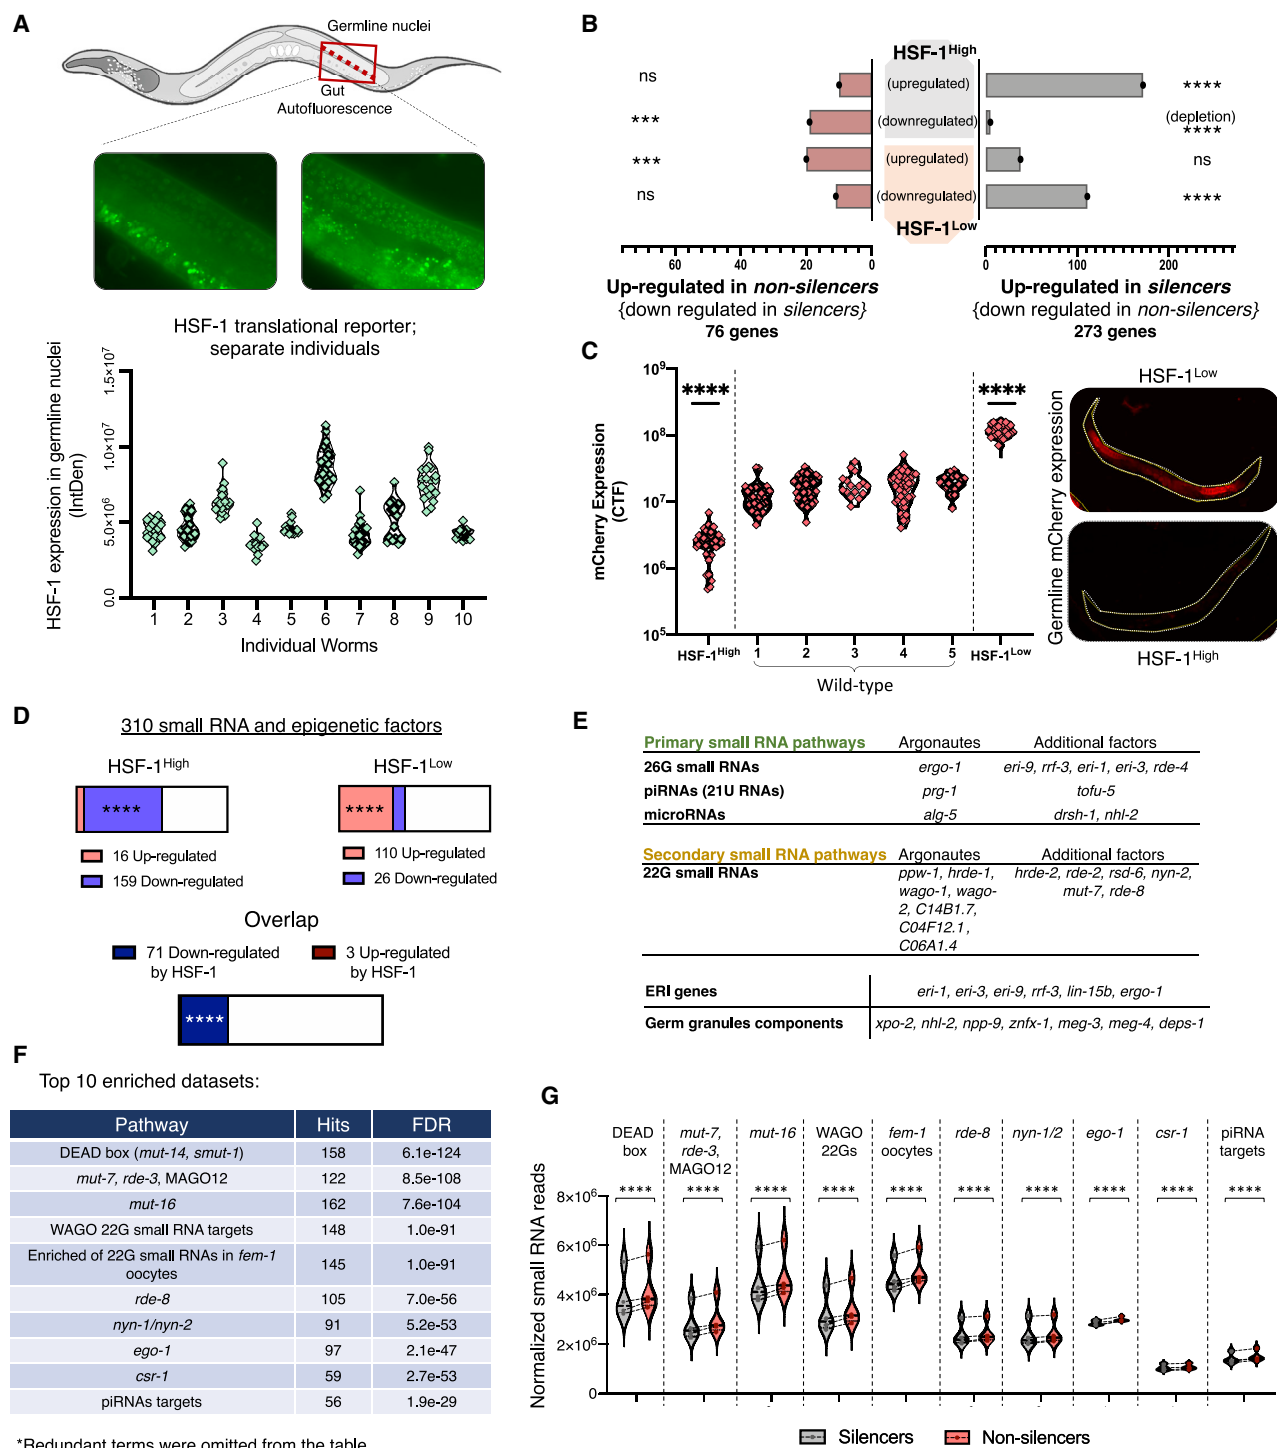 A
Germline nuclei
Gut
Autofluorescence
HSF-1 translational reporter;
separate individuals
HSF-1 expression in germline nuclei
(IntDen)
1.5×10⁷
1.0×10⁷
5.0×10⁶
0.0
1 2 3 4 5 6 7 8 9 10
Individual Worms
B
HSF-1High
ns (upregulated) ****
*** (downregulated) (depletion)
****
*** (upregulated) ns
ns (downregulated) ****
HSF-1Low
60 40 20 0
0 100 200
Up-regulated in non-silencers
{down regulated in silencers}
76 genes
Up-regulated in silencers
{down regulated in non-silencers}
273 genes
C
mCherry Expression
(CTF)
10⁹
10⁸
10⁷
10⁶
10⁵
**** ****
HSF-1High 1 2 3 4 5 HSF-1Low
Wild-type
HSF-1Low
Germline mCherry expression
HSF-1High
D
310 small RNA and epigenetic factors
HSF-1High HSF-1Low
**** ****
16 Up-regulated 110 Up-regulated
159 Down-regulated 26 Down-regulated
Overlap
71 Down-regulated
by HSF-1
3 Up-regulated
by HSF-1
****
E
Primary small RNA pathways Argonautes Additional factors
26G small RNAs ergo-1 eri-9, rrf-3, eri-1, eri-3, rde-4
piRNAs (21U RNAs) prg-1 tofu-5
microRNAs alg-5 drsh-1, nhl-2
Secondary small RNA pathways Argonautes Additional factors
22G small RNAs ppw-1, hrde-1, hrde-2, rde-2, rsd-6, nyn-2,
wago-1, wago- mut-7, rde-8
2, C14B1.7,
C04F12.1 ,
C06A1.4
ERI genes eri-1, eri-3, eri-9, rrf-3, lin-15b, ergo-1
Germ granules components xpo-2, nhl-2, npp-9, znfx-1, meg-3, meg-4, deps-1
F
Top 10 enriched datasets:
Pathway Hits FDR
DEAD box (mut-14, smut-1) 158 6.1e-124
mut-7, rde-3, MAGO12 122 8.5e-108
mut-16 162 7.6e-104
WAGO 22G small RNA targets 148 1.0e-91
Enriched of 22G small RNAs in fem-1
oocytes 145 1.0e-91
rde-8 105 7.0e-56
nyn-1/nyn-2 91 5.2e-53
ego-1 97 2.1e-47
csr-1 59 2.7e-53
piRNAs targets 56 1.9e-29
*Redundant terms were omitted from the table
G
DEAD
box
mut-7,
rde-3,
MAGO12
mut-16
WAGO
22Gs
fem-1
oocytes
rde-8
nyn-1/2
ego-1
csr-1
piRNA
targets
**** **** **** **** **** **** **** **** **** ****
Normalized small RNA reads
8×10⁶
6×10⁶
4×10⁶
2×10⁶
0
Silencers Non-silencers